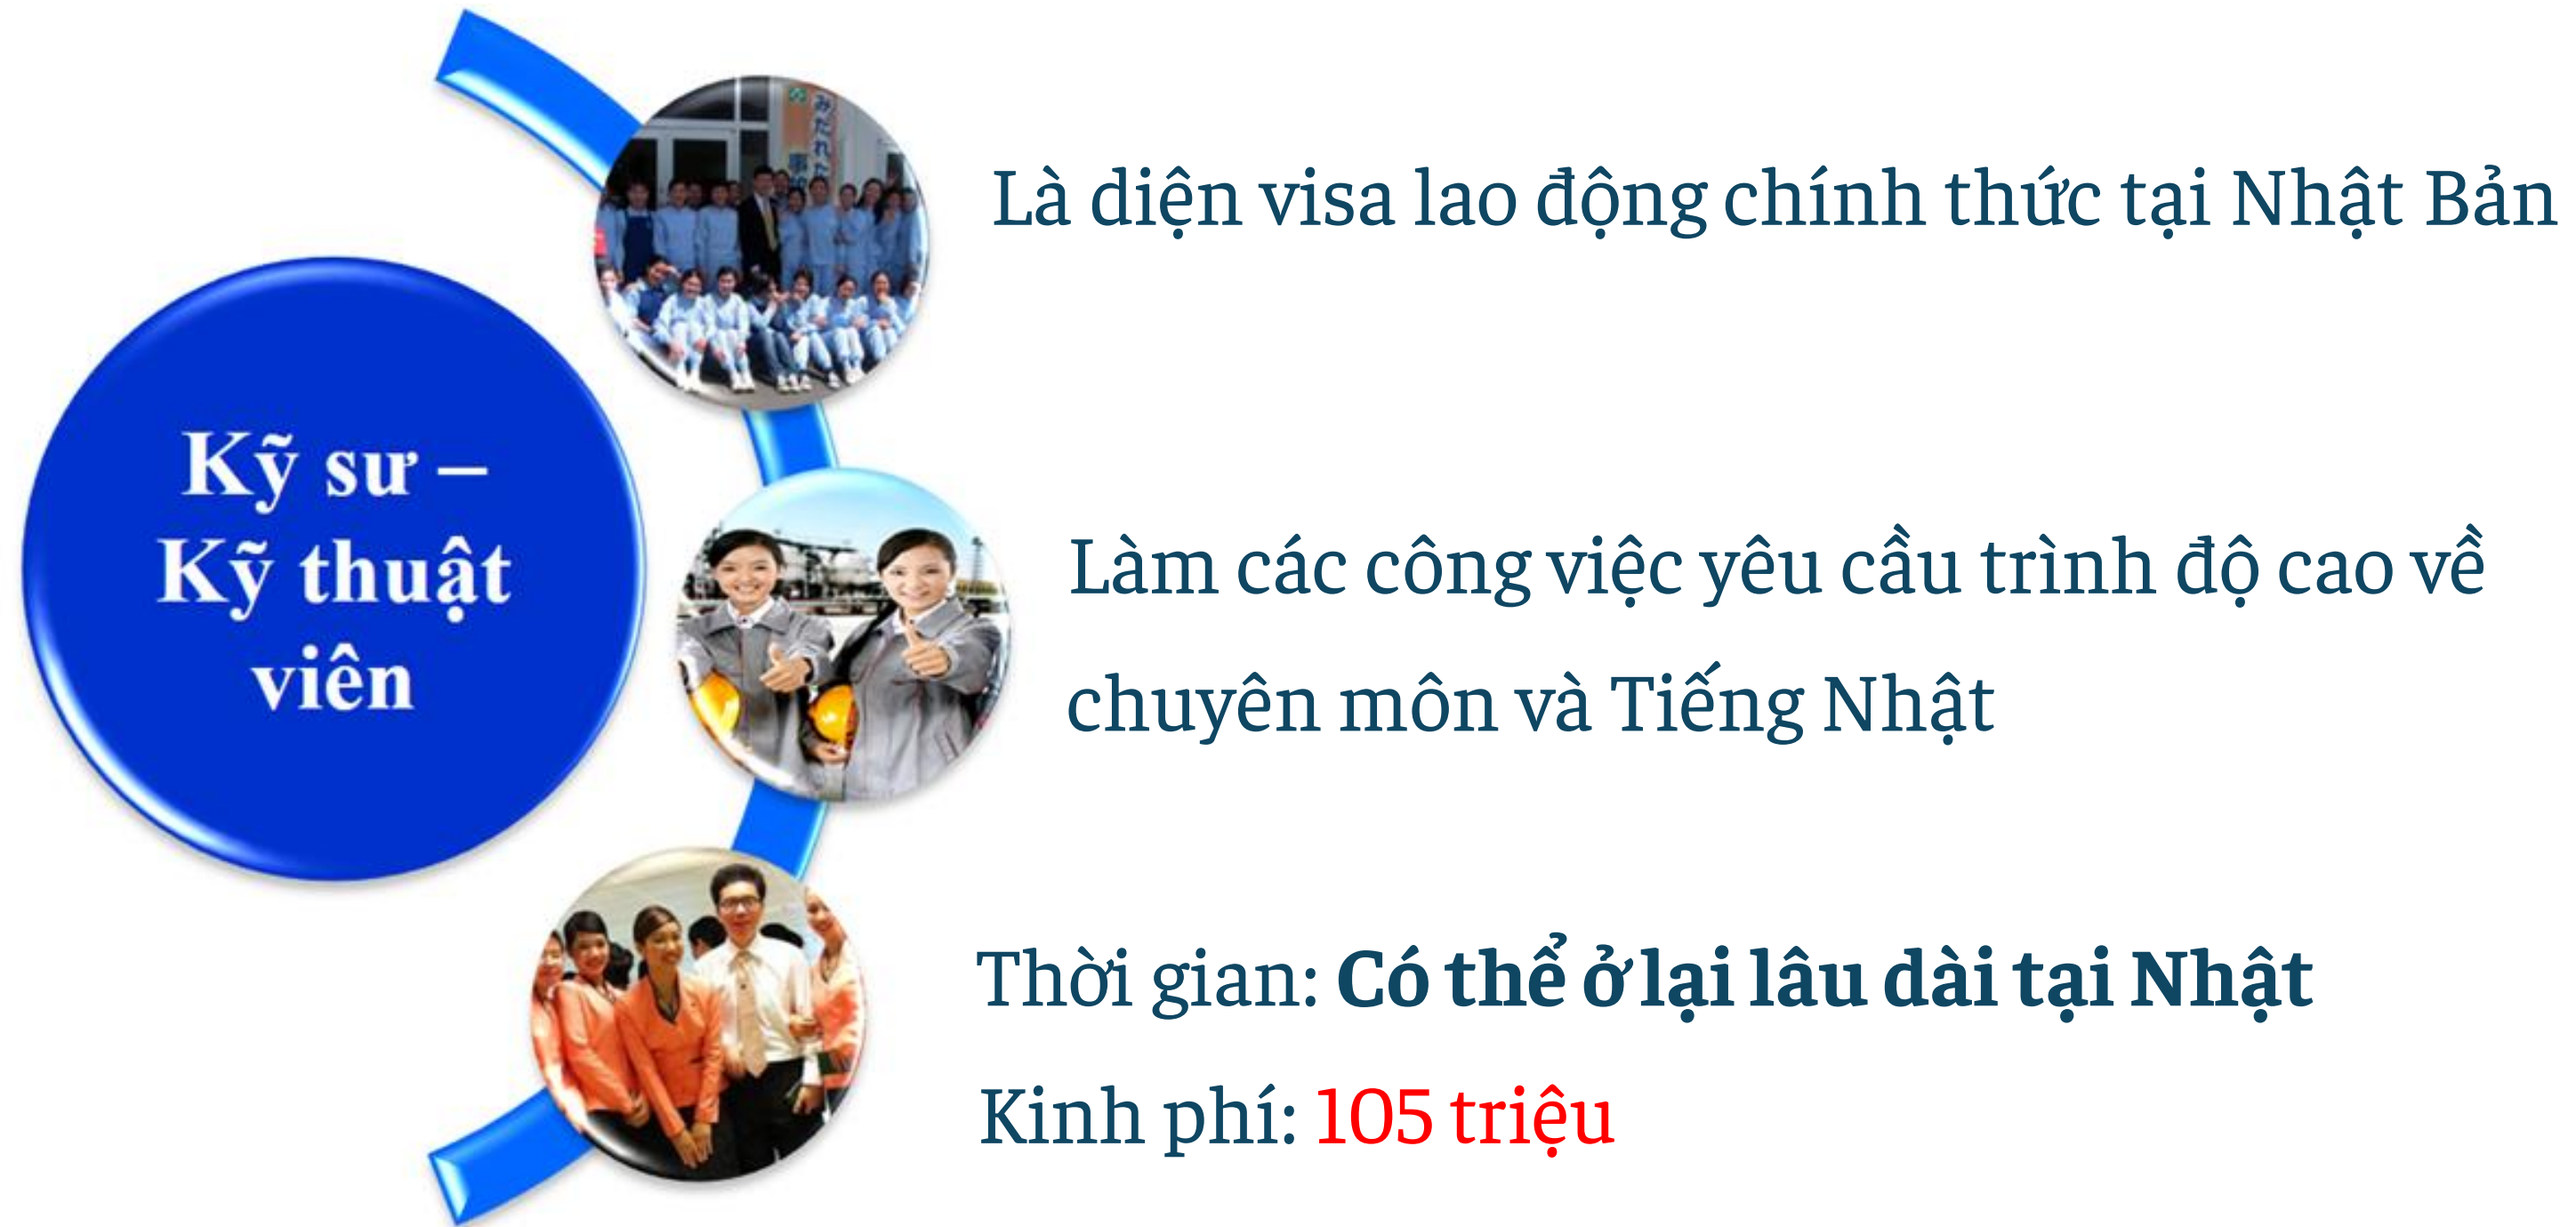 Kỹ sư –
Kỹ thuật
viên
Là diện visa lao động chính thức tại Nhật Bản
Làm các công việc yêu cầu trình độ cao về
chuyên môn và Tiếng Nhật
Thời gian: Có thể ở lại lâu dài tại Nhật
Kinh phí: 105 triệu